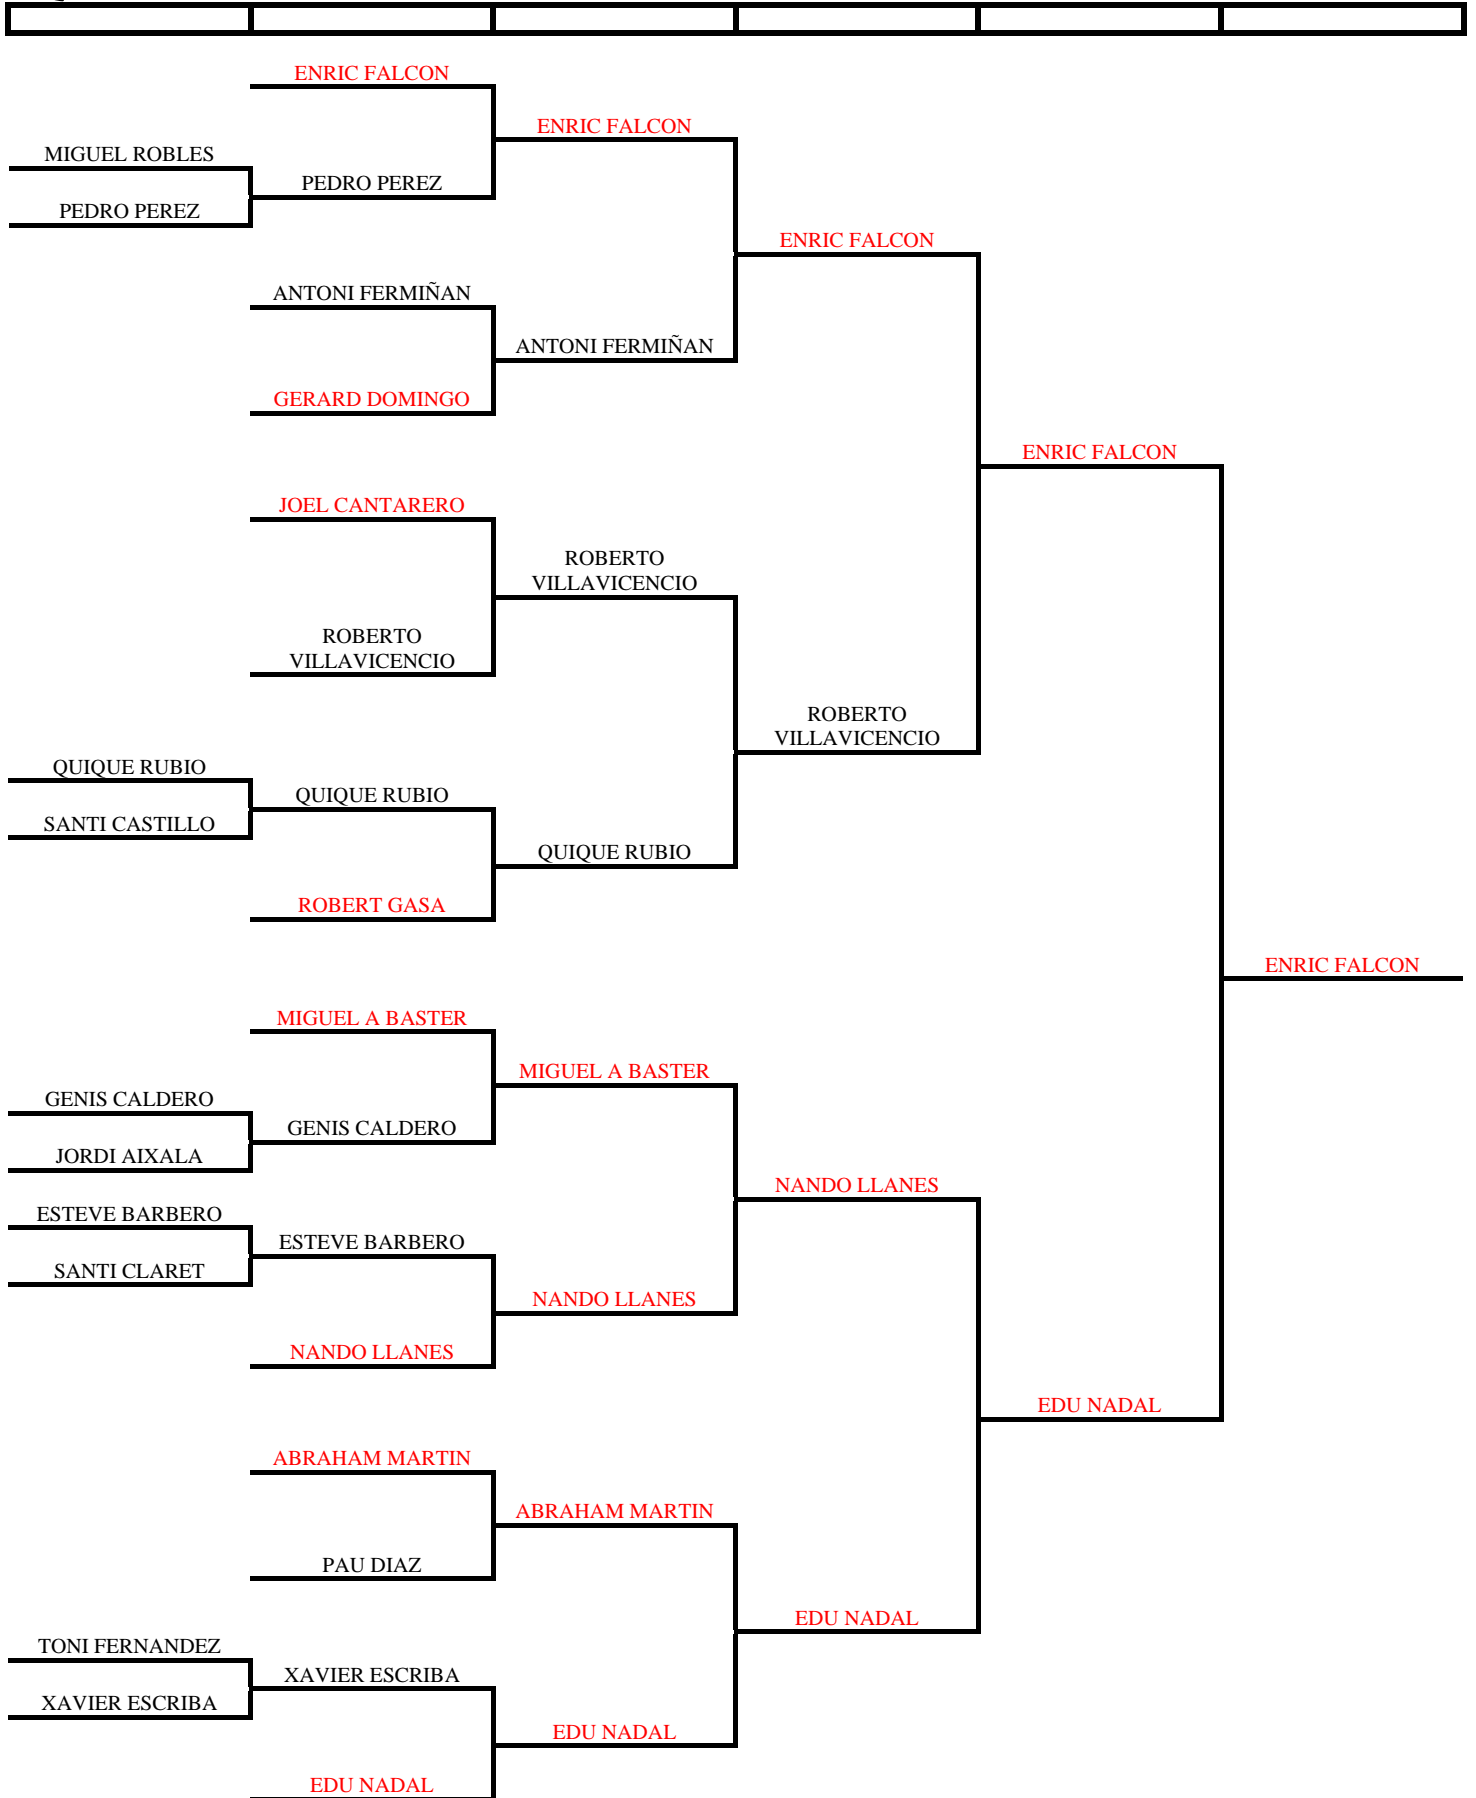 ENRIC FALCON
ENRIC FALCON
MIGUEL ROBLES
PEDRO PEREZ
PEDRO PEREZ
ENRIC FALCON
ANTONI FERMIÑAN
ANTONI FERMIÑAN
GERARD DOMINGO
ENRIC FALCON
JOEL CANTARERO
ROBERTO
VILLAVICENCIO
ROBERTO
VILLAVICENCIO
ROBERTO
VILLAVICENCIO
QUIQUE RUBIO
QUIQUE RUBIO
SANTI CASTILLO
QUIQUE RUBIO
ROBERT GASA
ENRIC FALCON
MIGUEL A BASTER
MIGUEL A BASTER
GENIS CALDERO
GENIS CALDERO
JORDI AIXALA
NANDO LLANES
ESTEVE BARBERO
ESTEVE BARBERO
SANTI CLARET
NANDO LLANES
NANDO LLANES
EDU NADAL
ABRAHAM MARTIN
ABRAHAM MARTIN
PAU DIAZ
EDU NADAL
TONI FERNANDEZ
XAVIER ESCRIBA
XAVIER ESCRIBA
EDU NADAL
EDU NADAL